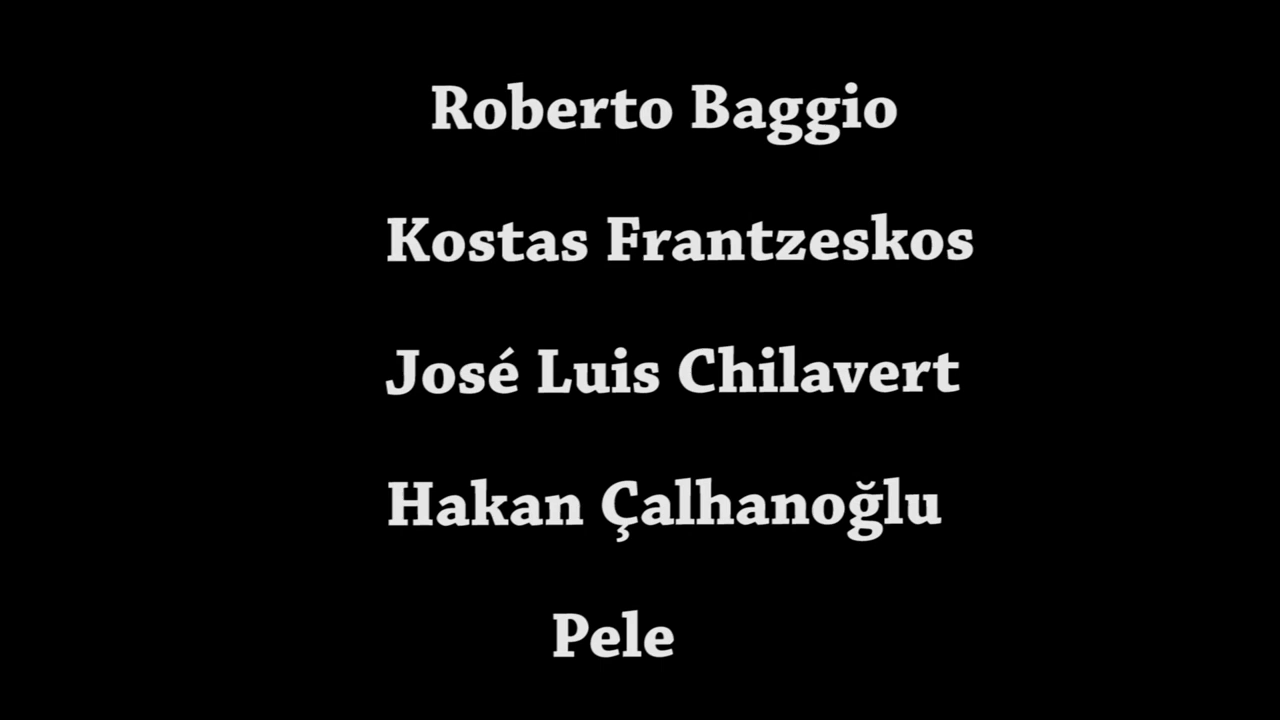 Roberto Baggio
Kostas Frantzeskos
José Luis Chilavert
Hakan Çalhanoğlu
Pele